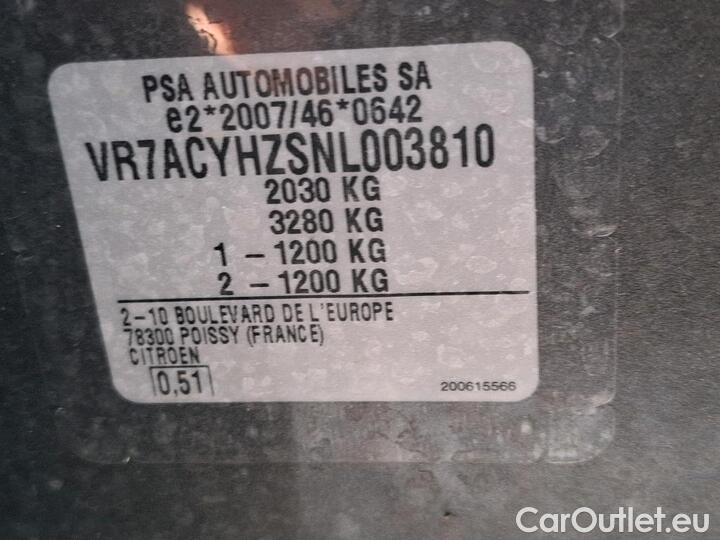 PSA AUTOMOBILES SA
e2*2007/46*0642
VR7ACYHZSNL003810
2030 KG
3280 KG
1 - 1200 KG
2 - 1200 KG
2-10 BOULEVARD DE L'EUROPE
78300 POISSY (FRANCE)
CITROEN
0,51
200615566
CarOutlet.eu